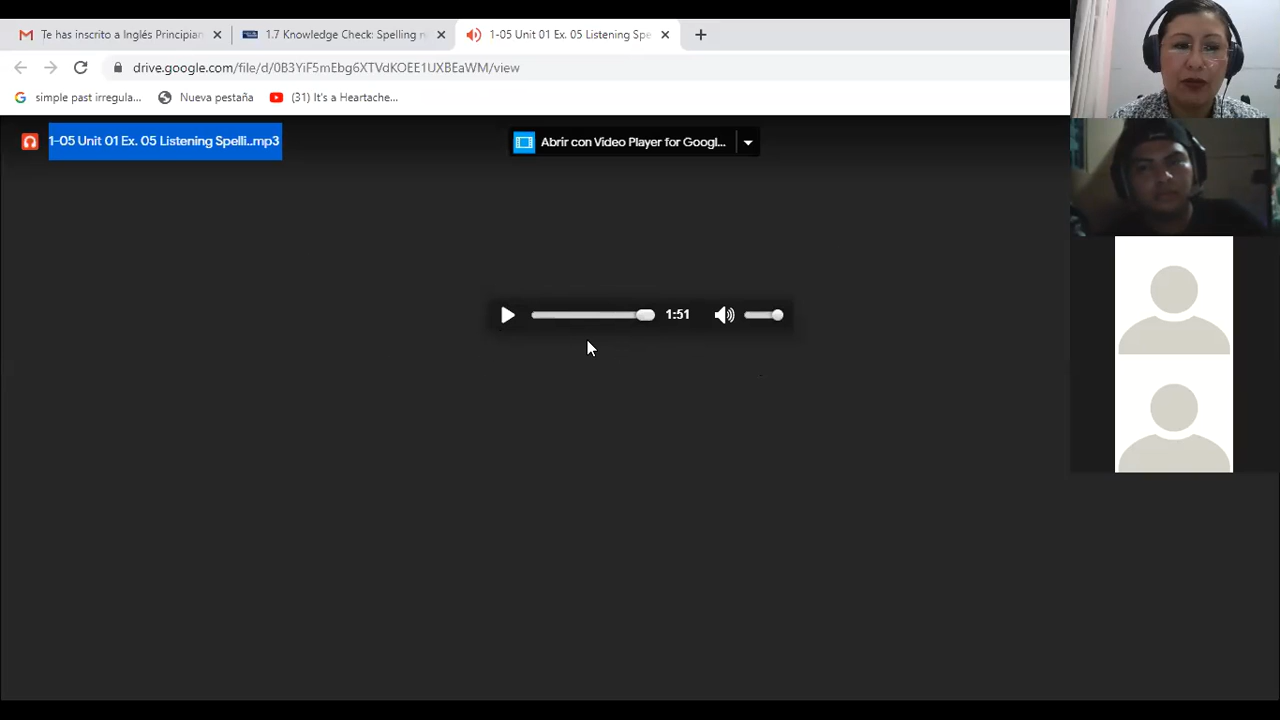 Te has inscrito a Inglés Principian
1.7 Knowledge Check: Spelling n
1-05 Unit 01 Ex. 05 Listening Spe
drive.google.com/file/d/0B3YiF5mEbg6XTVdKOEE1UXBEaWM/view
simple past irregula...
Nueva pestaña
(31) It's a Heartache...
1-05 Unit 01 Ex. 05 Listening Spelli...mp3
Abrir con Video Player for Googl...
1:51